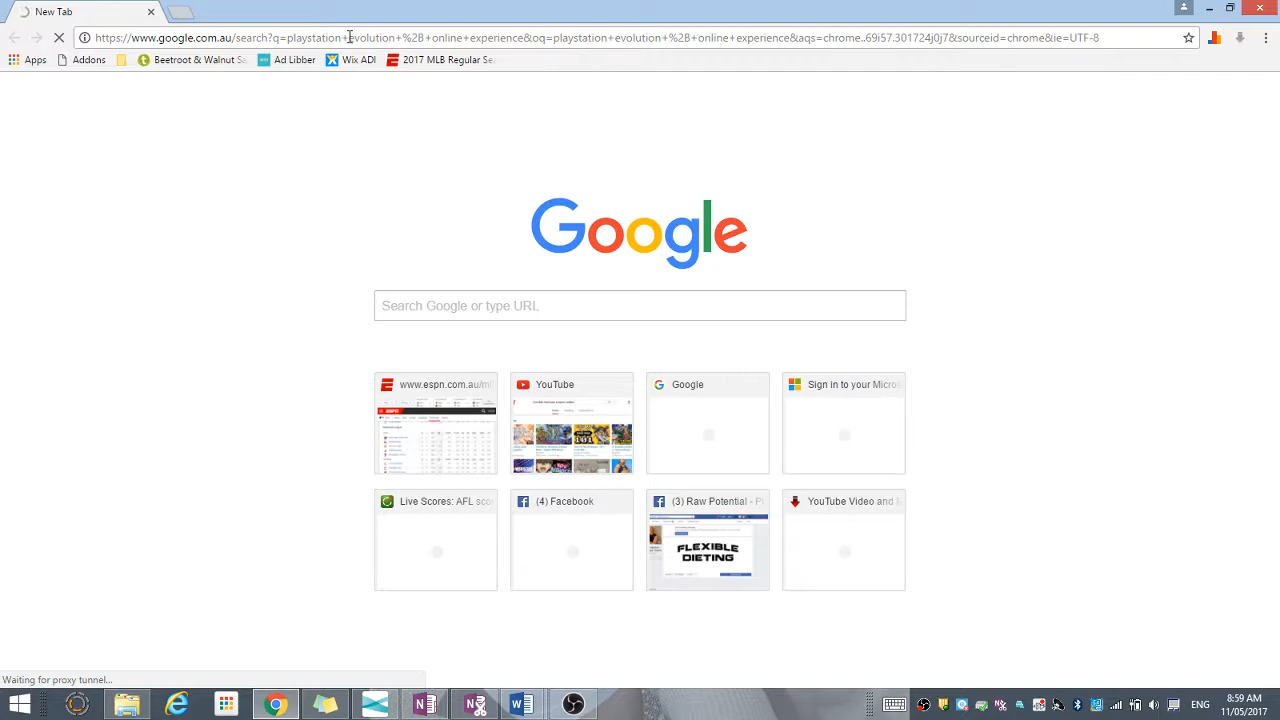 New Tab
https://www.google.com.au/search?q=playstation+evolution+%2B+online+experience&oq=playstation+evolution+%2B+online+experience&aqs=chrome..69i57.301724j0j7&sourceid=chrome&ie=UTF-8
Apps Addons Beetroot & Walnut Sa Ad Libber Wix ADI 2017 MLB Regular Se
Google
Search Google or type URL
www.espn.com.au/ml YouTube Google Sign in to your Micros
Live Scores: AFL sco (4) Facebook (3) Raw Potential - P YouTube Video and
FLEXIBLE
DIETING
Waiting for proxy tunnel...
ENG
6:59 AM
11/05/2017